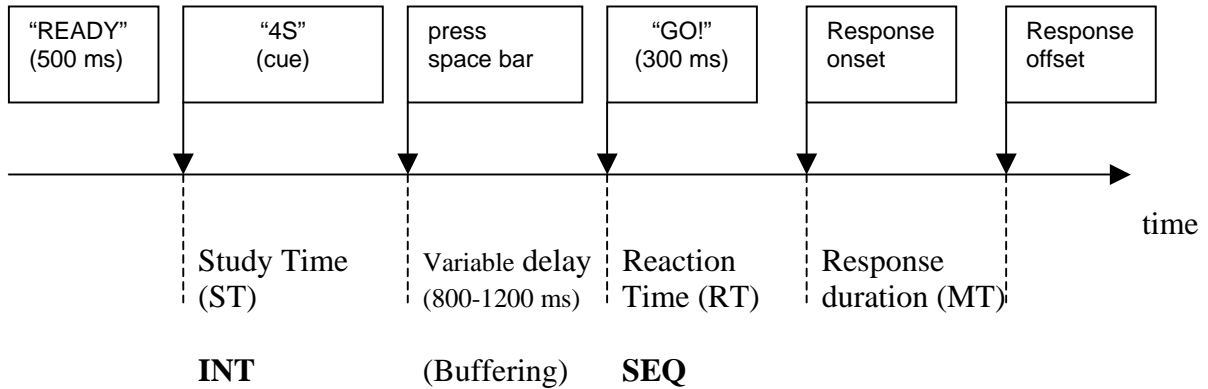 “READY”
(500 ms)
“4S”
(cue)
press
space bar
“GO!”
(300 ms)
Response
onset
Response
offset
time
Study Time
(ST)
Variable delay
(800-1200 ms)
Reaction
Time (RT)
Response
duration (MT)
INT
(Buffering)
SEQ